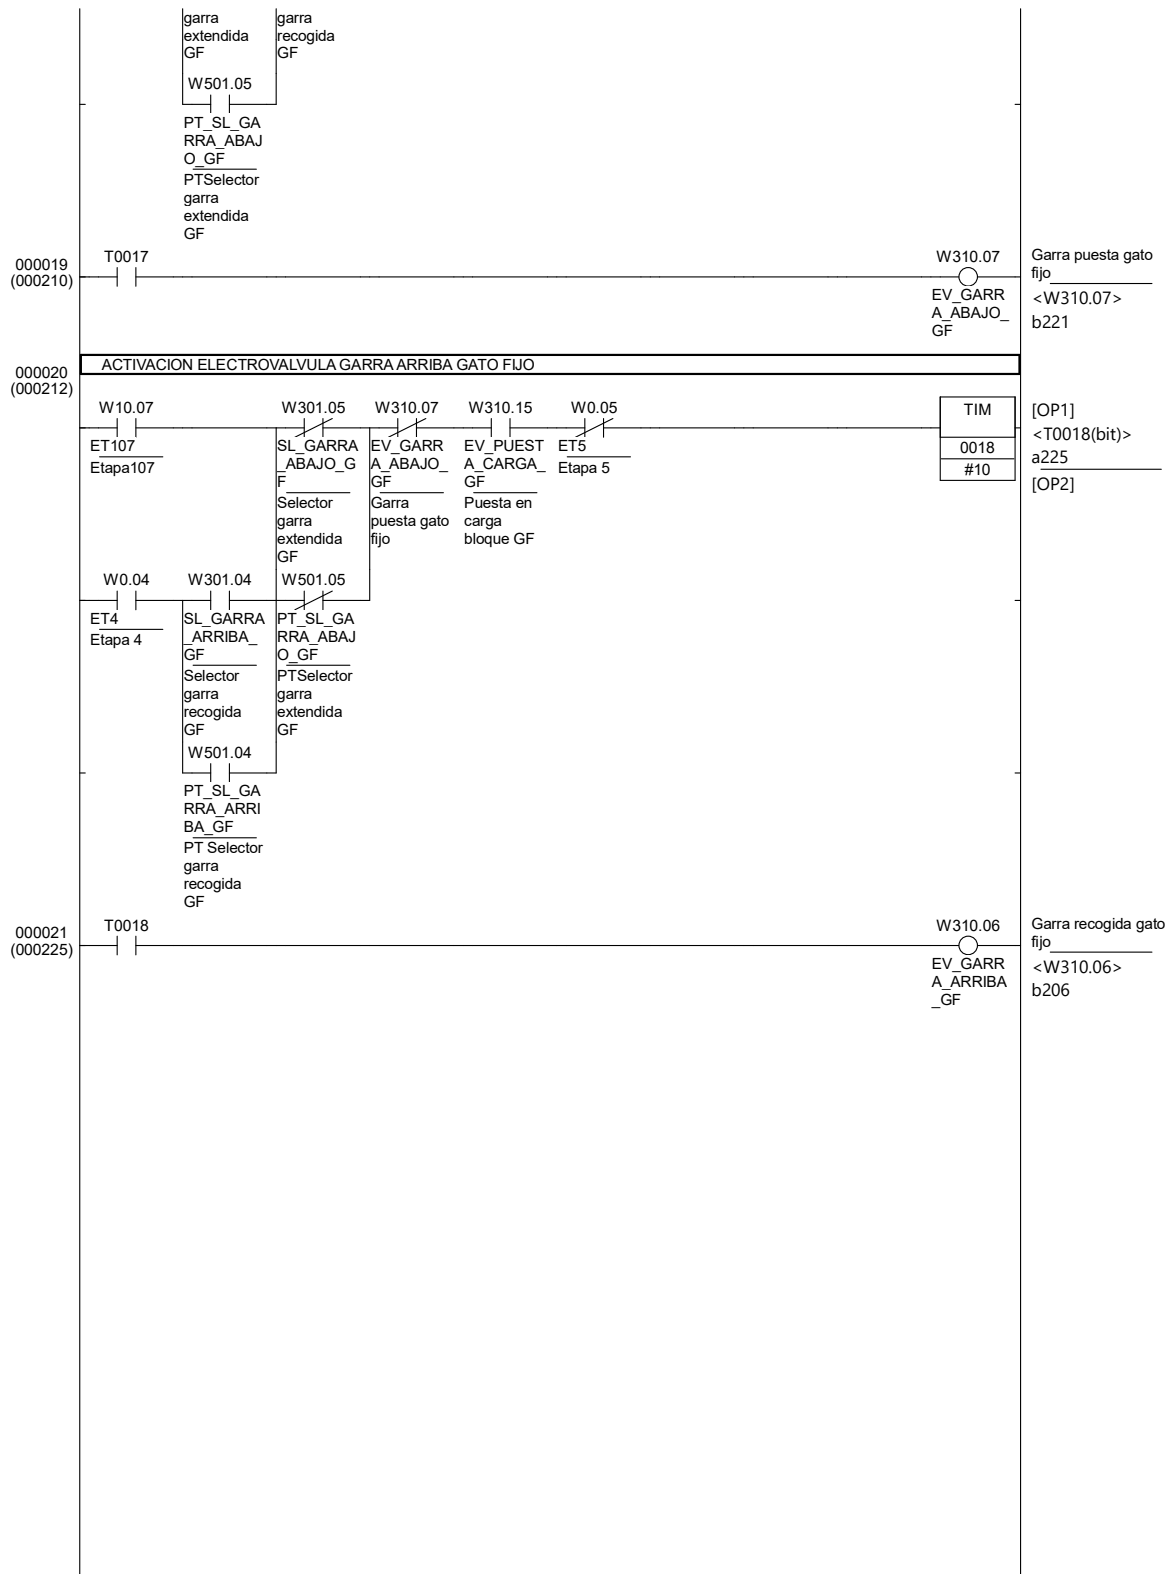 garra garra
extendida recogida
GF GF
W501.05
PT_SL_GA
RRA_ABAJ
O_GF
PTSelector
garra
extendida
GF
000019
(000210)
T0017
W310.07
EV_GARR
A_ABAJO_
GF
Garra puesta gato
fijo
<W310.07>
b221
000020
(000212)
ACTIVACION ELECTROVALVULA GARRA ARRIBA GATO FIJO
W10.07
ET107
Etapa107
W301.05
SL_GARRA
_ABAJO_G
F
Selector
garra
extendida
GF
W310.07
EV_GARR
A_ABAJO_
GF
Garra
puesta gato
fijo
W310.15
EV_PUEST
A_CARGA_
GF
Puesta en
carga
bloque GF
W0.05
ET5
Etapa 5
TIM
0018
#10
[OP1]
<T0018(bit)>
a225
[OP2]
W0.04
ET4
Etapa 4
W301.04
SL_GARRA
_ARRIBA_
GF
Selector
garra
recogida
GF
W501.05
PT_SL_GA
RRA_ABAJ
O_GF
PTSelector
garra
extendida
GF
W501.04
PT_SL_GA
RRA_ARRI
BA_GF
PT Selector
garra
recogida
GF
000021
(000225)
T0018
W310.06
EV_GARR
A_ARRIBA
_GF
Garra recogida gato
fijo
<W310.06>
b206